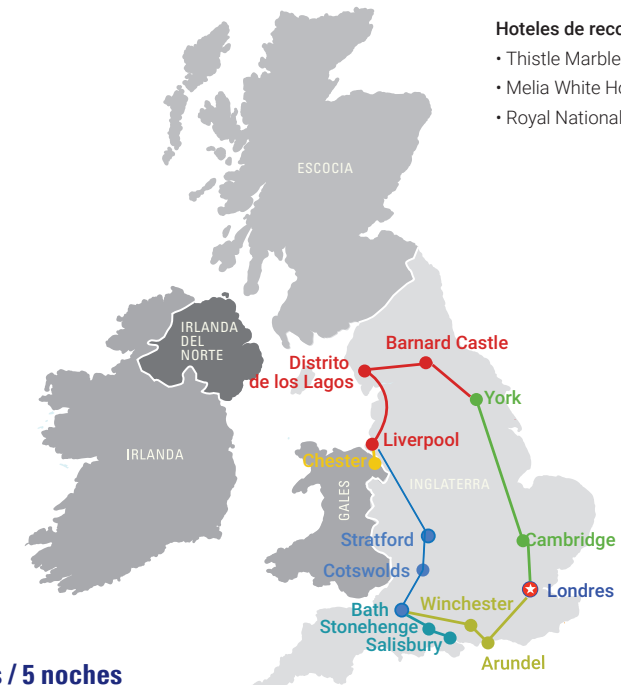 Hoteles de reco
• Thistle Marble
• Melia White Ho
• Royal National
ESCOCIA
IRLANDA
DEL
NORTE
Barnard Castle
Distrito
de los Lagos
York
Liverpool
IRLANDA
Chester
INGLATERRA
GALES
Stratford
Cambridge
Cotswolds
Londres
Winchester
Bath
Stonehenge
Salisbury
Arundel
/ 5 noches